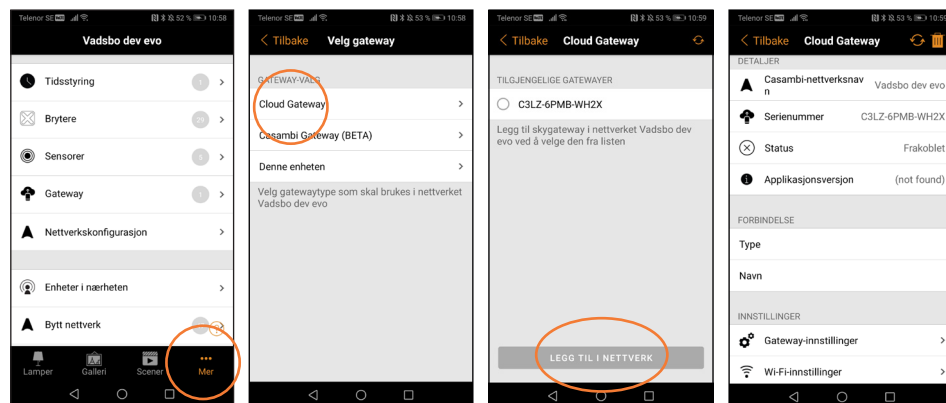 Telenor SE 52 % 10:58
Vadsbo dev evo
Tidsstyring 1
Brytere 29
Sensorer
Gateway 1
Nettverkskonfigurasjon
Enheter i nærheten
Bytt nettverk
Lamper Galleri Scener Mer
Telenor SE 53 % 10:58
Tilbake Velg gateway
GATEWAY-VALG
Cloud Gateway
Casambi Gateway (BETA)
Denne enheten
Velg gatewaytype som skal brukes i nettverket
Vadsbo dev evo
Telenor SE 53 % 10:59
Tilbake Cloud Gateway
TILGJENGELIGE GATEWAYER
C3LZ-6PMB-WH2X
Legg til skygateway i nettverket Vadsbo dev
evo ved å velge den fra listen
LEGG TIL I NETTVERK
Telenor SE 53 % 10:59
Tilbake Cloud Gateway
DETALJER
Casambi-nettverksnav
n Vadsbo dev evo
Serienummer C3LZ-6PMB-WH2X
Status Frakoblet
Applikasjonsversjon (not found)
FORBINDELSE
Type
Navn
INNSTILLINGER
Gateway-innstillinger
Wi-Fi-innstillinger